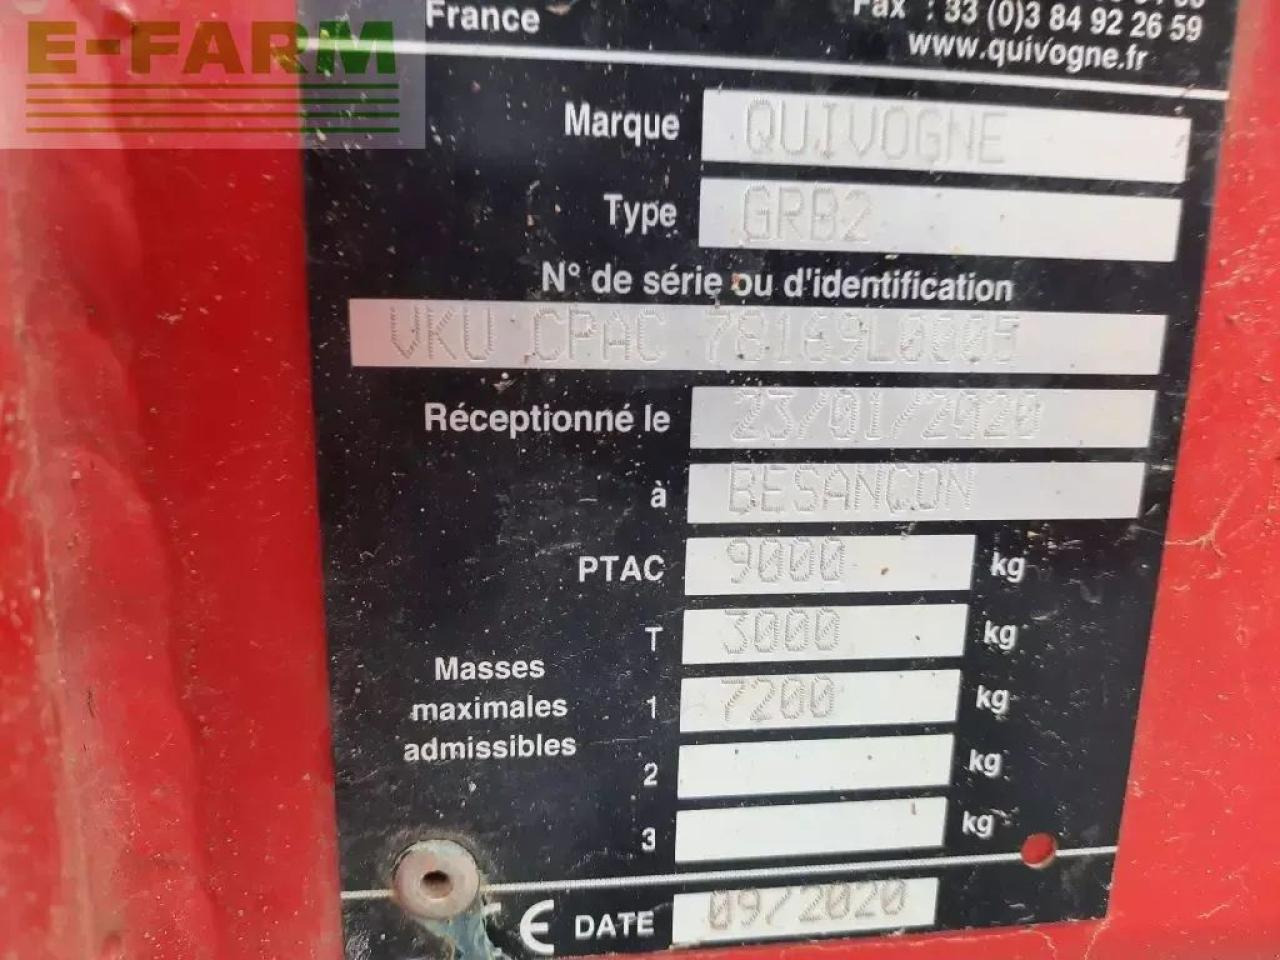 E-FARM
France
Fax : 33 (0)3 84 92 26 59
www.quivogne.fr
Marque QUIVOGNE
Type GRB2
N° de série ou d'identification
VKU CPAC 78169L0005
Réceptionné le 23/01/2020
à BESANCON
PTAC 9000 kg
Masses maximales admissibles
T 3000 kg
1 7200 kg
2 kg
3 kg
CE DATE 09/2020